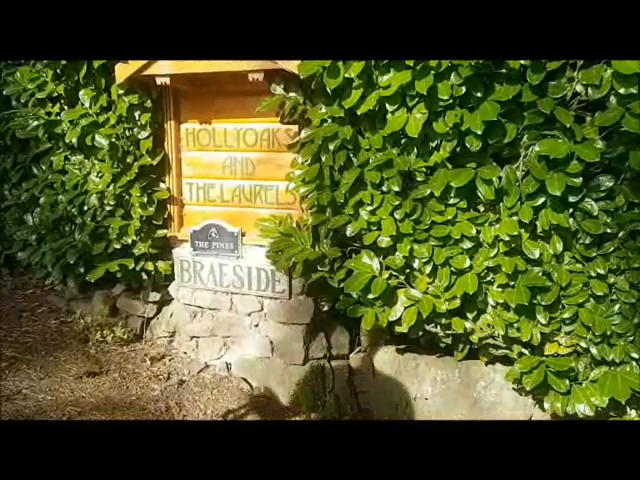 HOLLYOAKS
AND
THE LAURELS
THE PINES
BRAESIDE